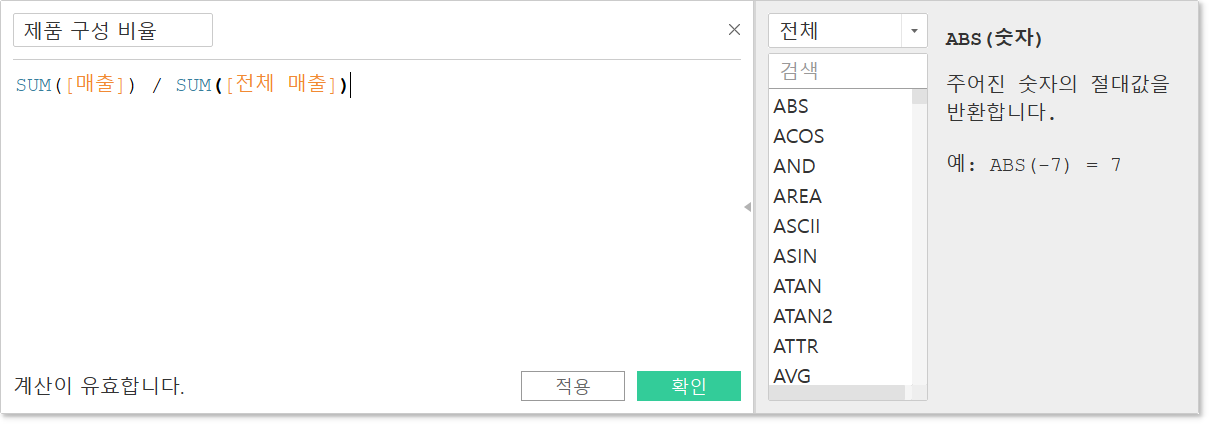 제품 구성 비율
SUM([매출]) / SUM([전체 매출])
계산이 유효합니다.
적용
확인
전체
검색
ABS
ACOS
AND
AREA
ASCII
ASIN
ATAN
ATAN2
ATTR
AVG
ABS(숫자)
주어진 숫자의 절대값을
반환합니다.
예: ABS(-7) = 7